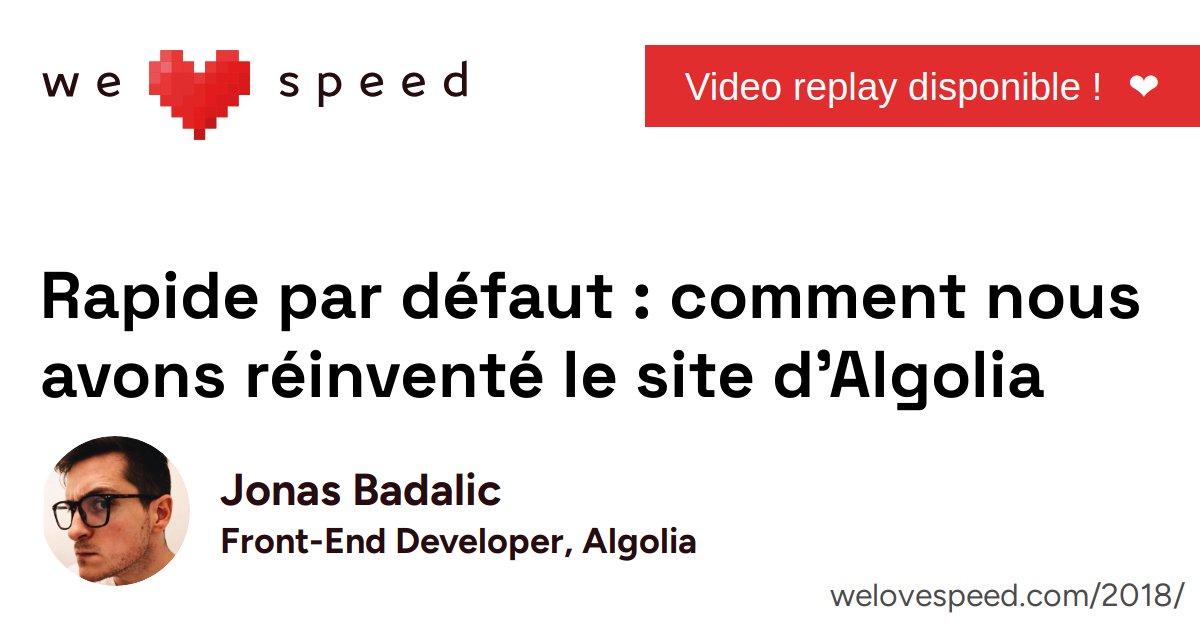 we ❤ speed
Video replay disponible ! ❤
Rapide par défaut : comment nous
avons réinventé le site d’Algolia
Jonas Badalic
Front-End Developer, Algolia
welovespeed.com/2018/